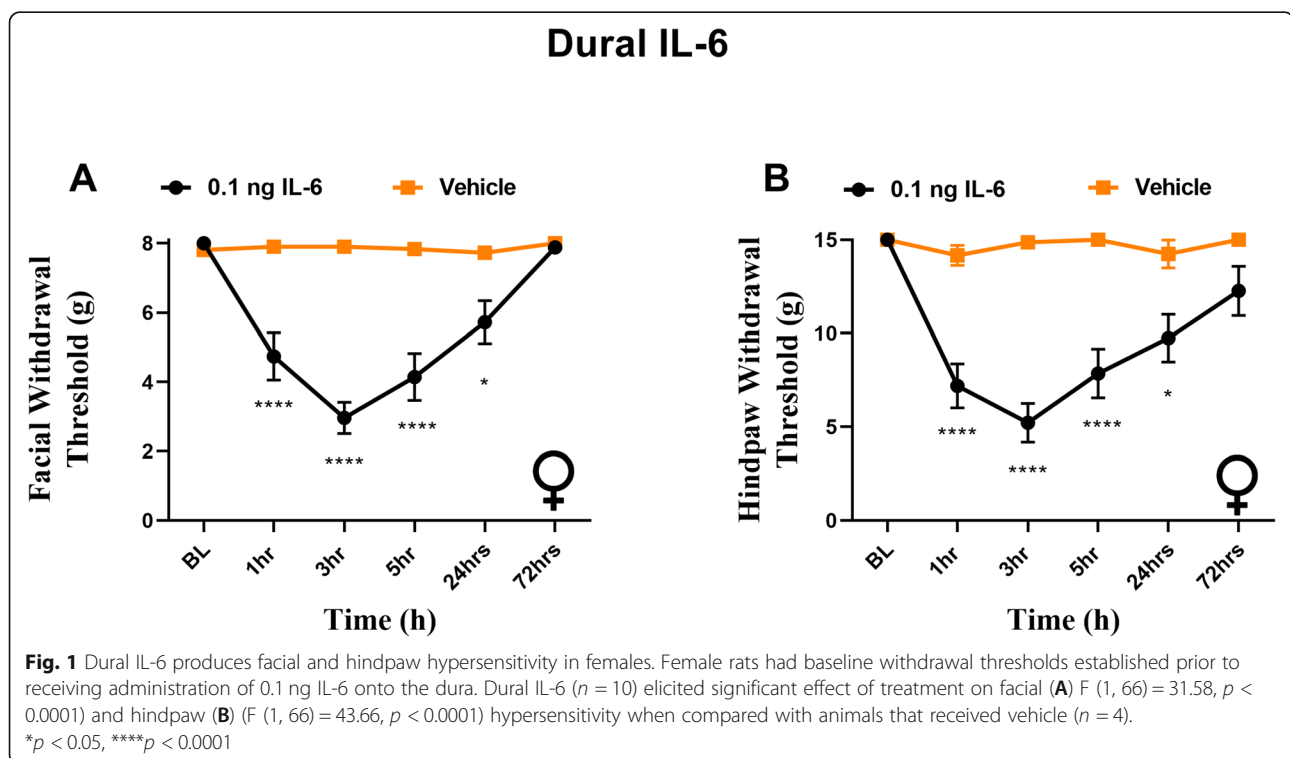 Dural IL-6
A
0.1 ng IL-6
Vehicle
Facial Withdrawal
Threshold (g)
8
6
4
2
0
****
****
****
*
BL
1hr
3hr
5hr
24hrs
72hrs
Time (h)
B
0.1 ng IL-6
Vehicle
Hindpaw Withdrawal
Threshold (g)
15
10
5
0
****
****
****
*
BL
1hr
3hr
5hr
24hrs
72hrs
Time (h)
Fig. 1 Dural IL-6 produces facial and hindpaw hypersensitivity in females. Female rats had baseline withdrawal thresholds established prior to
receiving administration of 0.1 ng IL-6 onto the dura. Dural IL-6 (n = 10) elicited significant effect of treatment on facial (A) F (1, 66) = 31.58, p <
0.0001) and hindpaw (B) (F (1, 66) = 43.66, p < 0.0001) hypersensitivity when compared with animals that received vehicle (n = 4).
*p < 0.05, ****p < 0.0001